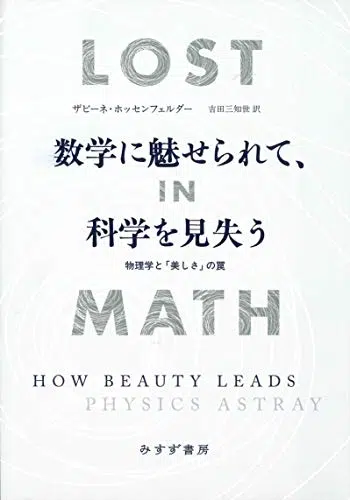 LOST
ザビーネ・ホッセンフェルダー 吉田三知世 訳
数学に魅せられて、
IN
科学を見失う
物理学と「美しさ」の罠
MATH
HOW BEAUTY LEADS
PHYSICS ASTRAY
みすず書房